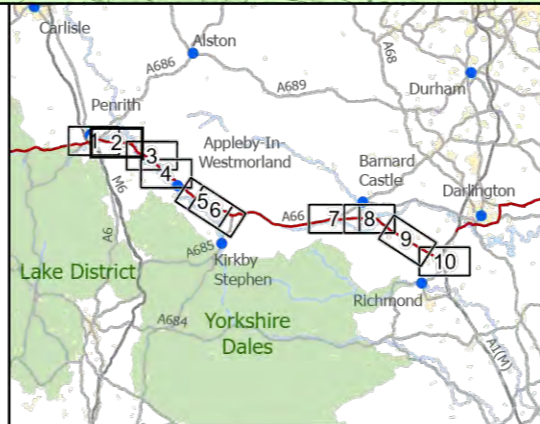 Carlisle
Alston
A686
A689
A68
Durham
Penrith
1
2
3
4
5
6
7
8
9
10
Appleby-In
Westmorland
Barnard
Castle
Darlington
M6
A6
A66
A685
Kirkby
Stephen
Lake District
Richmond
A684
Yorkshire
Dales
A1(M)